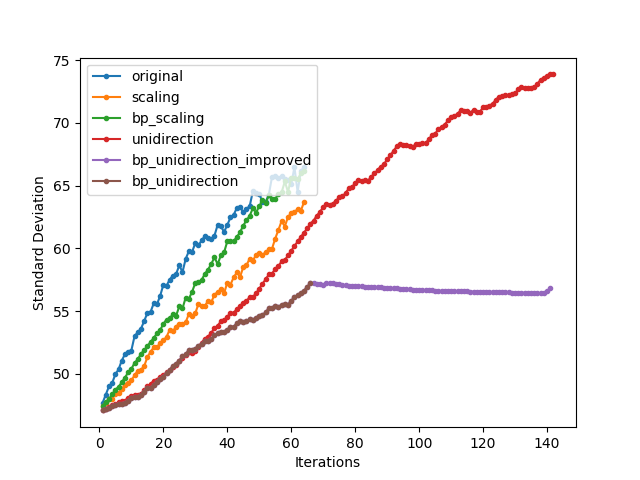 75
70
65
60
55
50
Standard Deviation
original
scaling
bp_scaling
unidirection
bp_unidirection_improved
bp_unidirection
0 20 40 60 80 100 120 140
Iterations